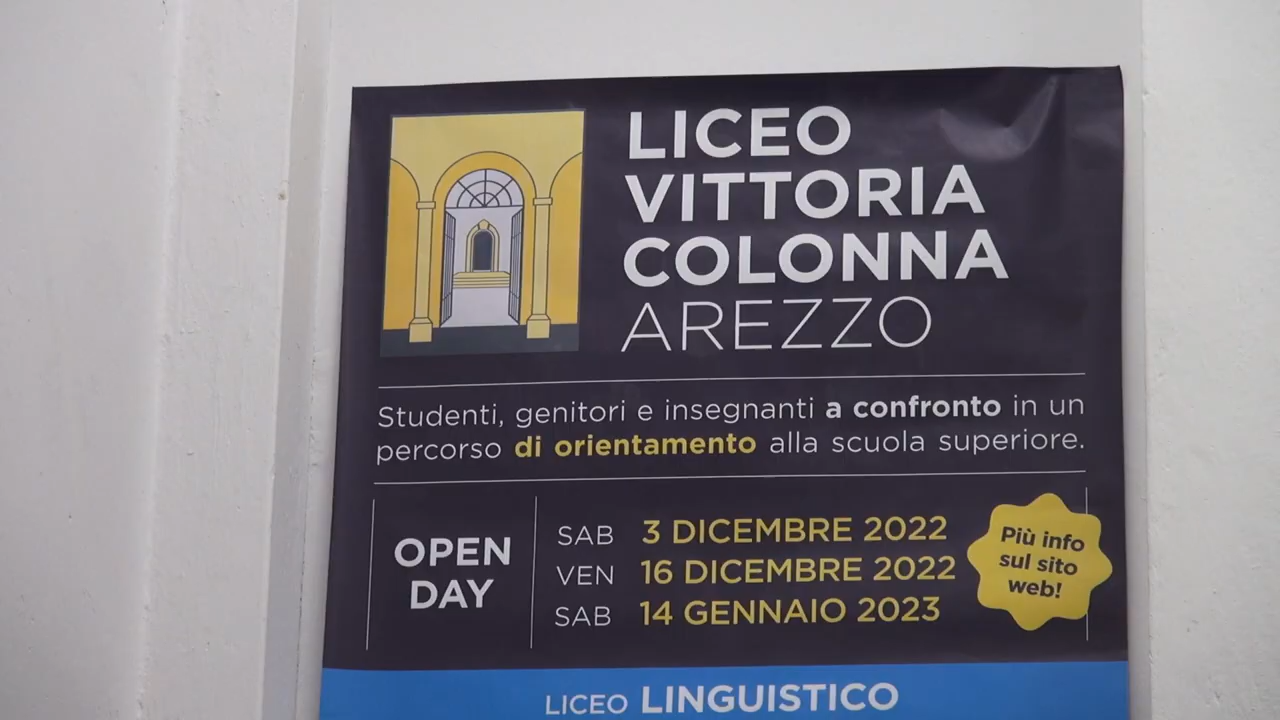 LICEO
VITTORIA
COLONNA
AREZZO
Studenti, genitori e insegnanti a confronto in un
percorso di orientamento alla scuola superiore.
OPEN
DAY
SAB 3 DICEMBRE 2022
VEN 16 DICEMBRE 2022
SAB 14 GENNAIO 2023
Più info
sul sito
web!
LICEO LINGUISTICO